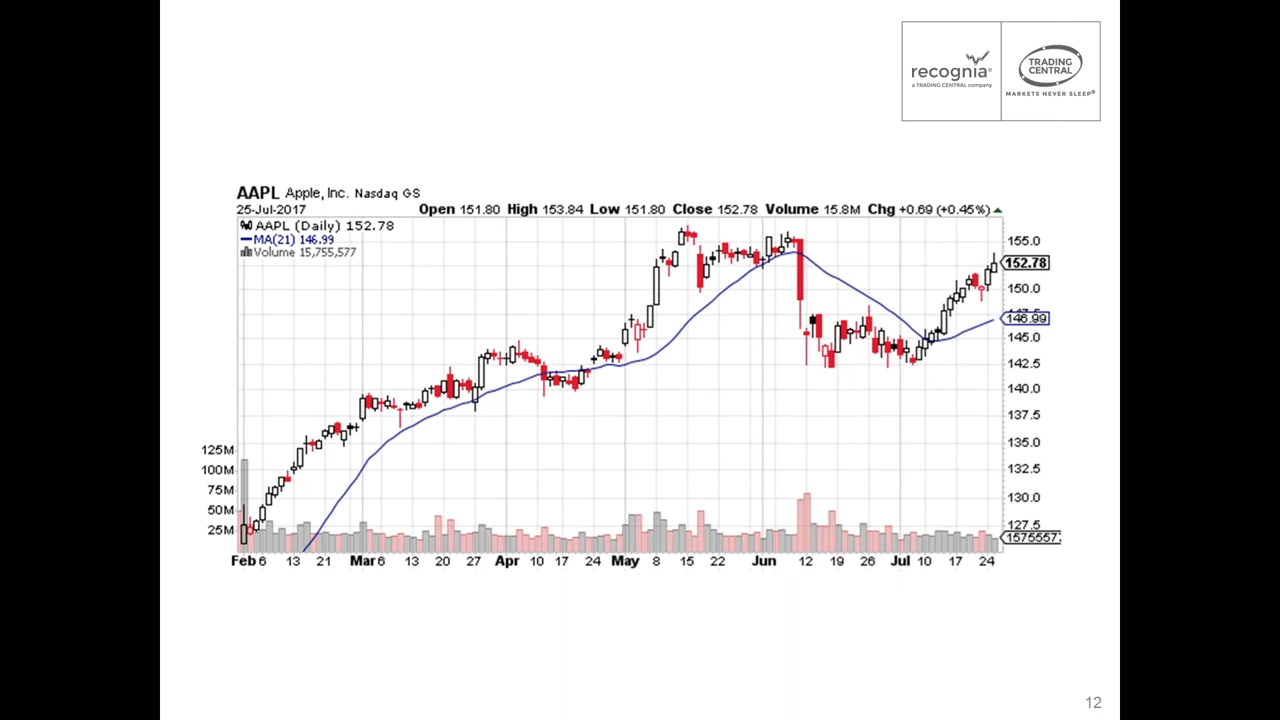 recognia®
a TRADING CENTRAL company
TRADING
CENTRAL
MARKETS NEVER SLEEP®
AAPL Apple, Inc. Nasdaq GS
25-Jul-2017 Open 151.80 High 153.84 Low 151.80 Close 152.78 Volume 15.8M Chg +0.69 (+0.45%)
AAPL (Daily) 152.78
MA(21) 146.99
Volume 15,755,577
155.0
152.78
150.0
147.5
146.99
145.0
142.5
140.0
137.5
135.0
132.5
130.0
127.5
1575557
125M
100M
75M
50M
25M
Feb 6 13 21 Mar 6 13 20 27 Apr 10 17 24 May 8 15 22 Jun 12 19 26 Jul 10 17 24
12